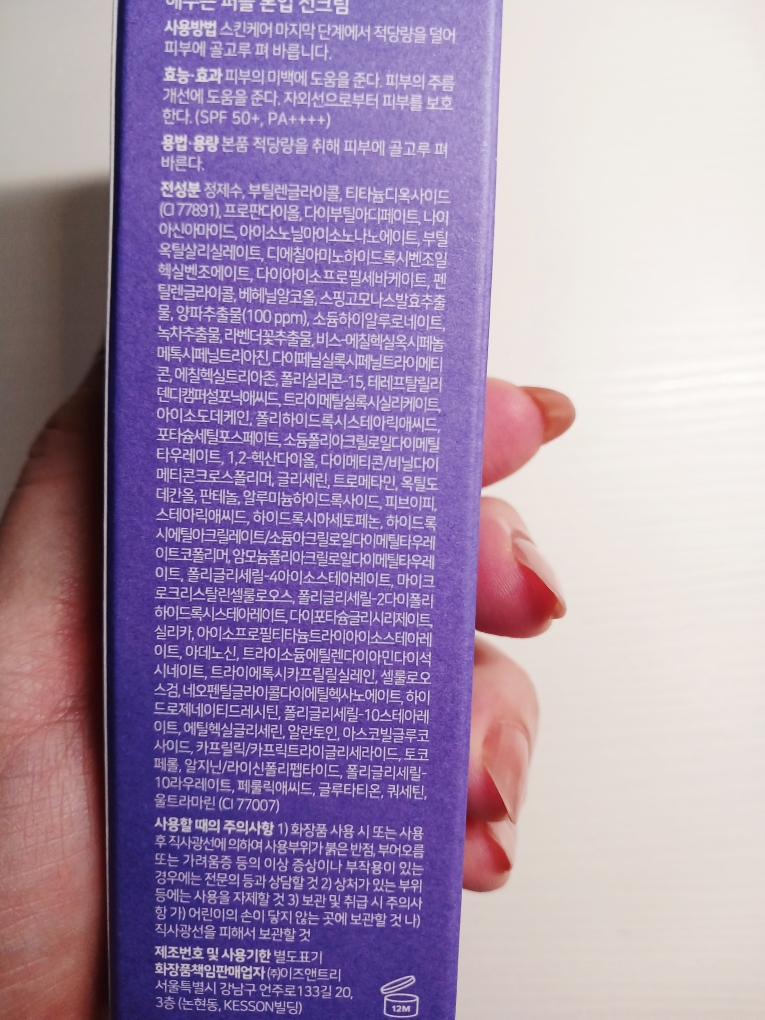 해수온 퍼플 톤업 선크림
사용방법 스킨케어 마지막 단계에서 적당량을 덜어
피부에 골고루 펴 바릅니다.
효능·효과 피부의 미백에 도움을 준다. 피부의 주름
개선에 도움을 준다. 자외선으로부터 피부를 보호
한다. (SPF 50+, PA++++)
용법·용량 본품 적당량을 취해 피부에 골고루 펴
바른다.
전성분 정제수, 부틸렌글라이콜, 티타늄디옥사이드
(CI 77891), 프로판다이올, 다이부틸아디페이트, 나이
아신아마이드, 아이소노닐아이소노나노에이트, 부틸
옥틸살리실레이트, 디에칠아미노하이드록시벤조일
헥실벤조에이트, 다이아이소프로필세바케이트, 펜
틸렌글라이콜, 베헤닐알코올, 스핑고모나스발효추출
물, 양파추출물(100 ppm), 소듐하이알루로네이트,
녹차추출물, 라벤더꽃추출물, 비스-에칠헥실옥시페놀
메톡시페닐트리아진, 다이페닐실록시페닐트라이메티
콘, 에칠헥실트리아존, 폴리실리콘-15, 테레프탈릴리
덴디캠퍼설포닉애씨드, 트라이메틸실록시실리케이트,
아이소도데케인, 폴리하이드록시스테아릭애씨드,
포타슘세틸포스페이트, 소듐폴리아크릴로일다이메틸
타우레이트, 1,2-헥산다이올, 다이메티콘/비닐다이
메티콘크로스폴리머, 글리세린, 트로메타민, 옥틸도
데칸올, 판테놀, 알루미늄하이드록사이드, 피브이피,
스테아릭애씨드, 하이드록시아세토페논, 하이드록
시에틸아크릴레이트/소듐아크릴로일다이메틸타우레
이트코폴리머, 암모늄폴리아크릴로일다이메틸타우레
이트, 폴리글리세릴-4아이소스테아레이트, 마이크
로크리스탈린셀룰로오스, 폴리글리세릴-2다이폴리
하이드록시스테아레이트, 다이포타슘글리시리제이트,
실리카, 아이소프로필티타늄트라이아이소스테아레
이트, 아데노신, 트라이소듐에틸렌다이아민다이석
시네이트, 트라이에톡시카프릴릴실레인, 셀룰로오
스검, 네오펜틸글라이콜다이에틸헥사노에이트, 하이
드로제네이티드레시틴, 폴리글리세릴-10스테아레
이트, 에틸헥실글리세린, 알란토인, 아스코빌글루코
사이드, 카프릴릭/카프릭트라이글리세라이드, 토코
페롤, 알지닌/라이신폴리펩타이드, 폴리글리세릴-
10라우레이트, 페룰릭애씨드, 글루타티온, 쿼세틴,
울트라마린 (CI 77007)
사용할 때의 주의사항 1) 화장품 사용 시 또는 사용
후 직사광선에 의하여 사용부위가 붉은 반점, 부어오름
또는 가려움증 등의 이상 증상이나 부작용이 있는
경우에는 전문의 등과 상담할 것 2) 상처가 있는 부위
등에는 사용을 자제할 것 3) 보관 및 취급 시 주의사
항 가) 어린이의 손이 닿지 않는 곳에 보관할 것 나)
직사광선을 피해서 보관할 것
제조번호 및 사용기한 별도표기
화장품책임판매업자 ㈜이즈앤트리
서울특별시 강남구 언주로133길 20,
3층 (논현동, KESSON빌딩)
12M